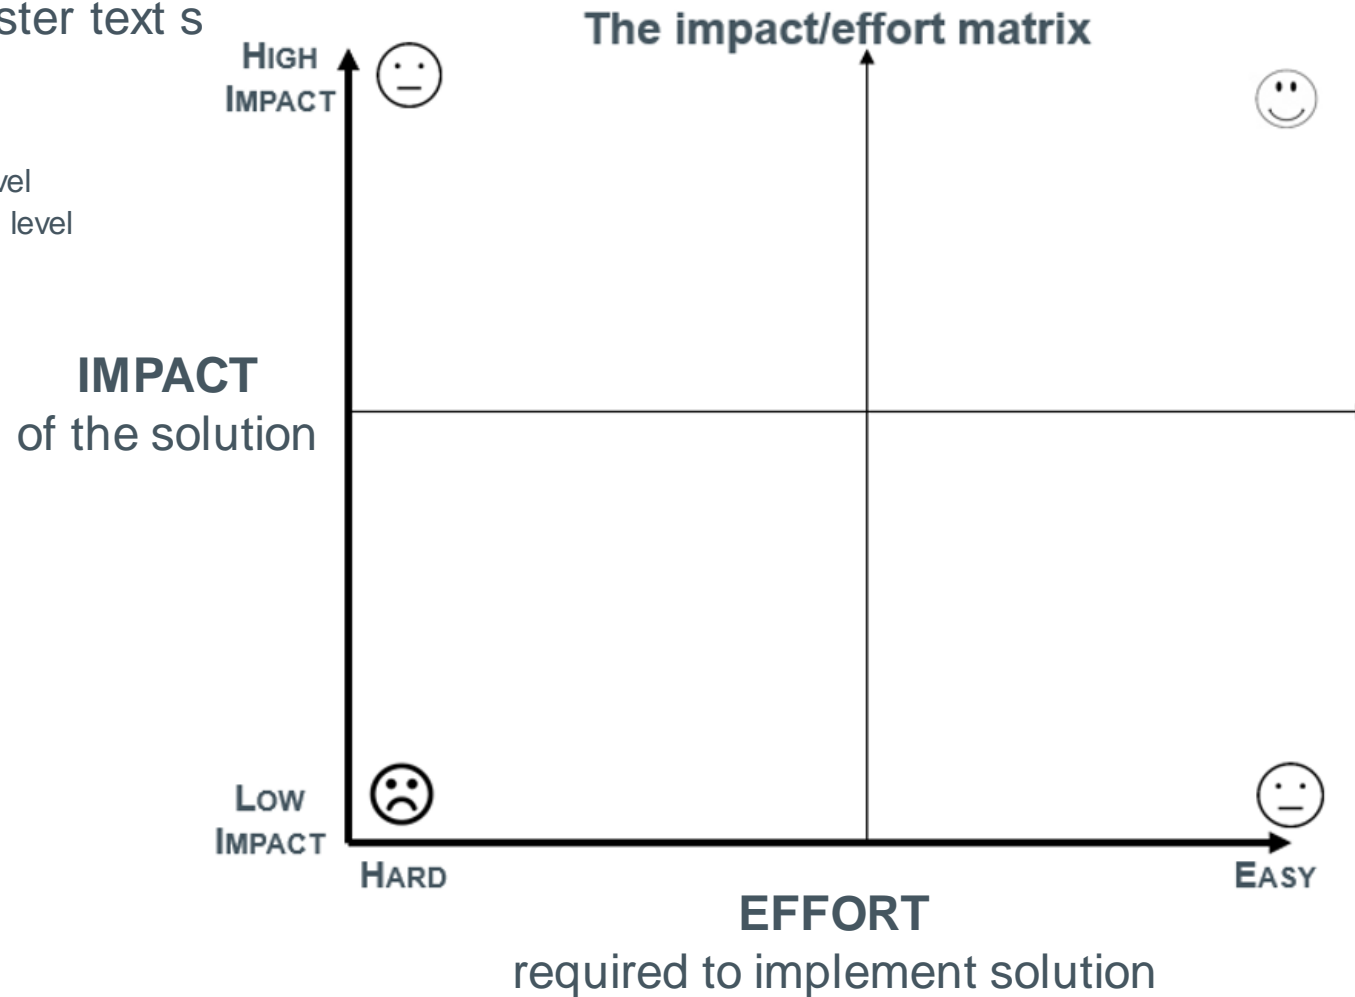 ster text s
The impact/effort matrix
HIGH
IMPACT
vel
level
IMPACT
of the solution
LOW
IMPACT
HARD
EASY
EFFORT
required to implement solution